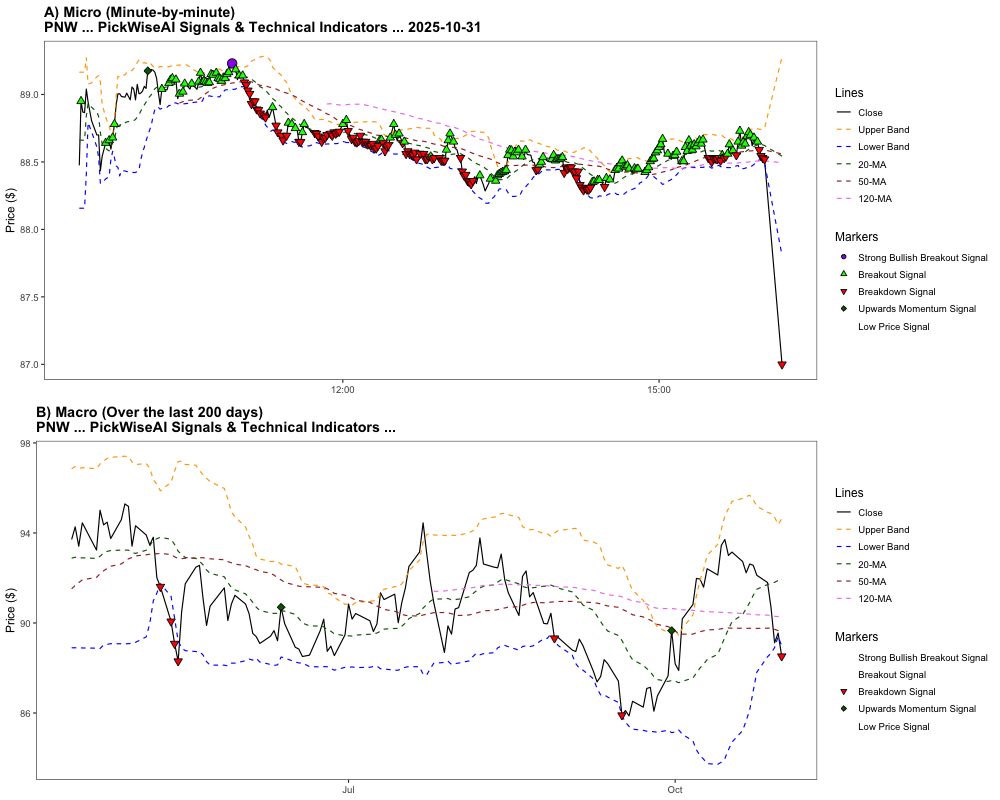 A) Micro (Minute-by-minute)
PNW ... PickWiseAI Signals & Technical Indicators ... 2025-10-31
Price ($)
89.0
88.5
88.0
87.5
87.0
12:00
15:00
Lines
Close
Upper Band
Lower Band
20-MA
50-MA
120-MA
Markers
Strong Bullish Breakout Signal
Breakout Signal
Breakdown Signal
Upwards Momentum Signal
Low Price Signal
B) Macro (Over the last 200 days)
PNW ... PickWiseAI Signals & Technical Indicators ...
Price ($)
98
94
90
86
Jul
Oct
Lines
Close
Upper Band
Lower Band
20-MA
50-MA
120-MA
Markers
Strong Bullish Breakout Signal
Breakout Signal
Breakdown Signal
Upwards Momentum Signal
Low Price Signal